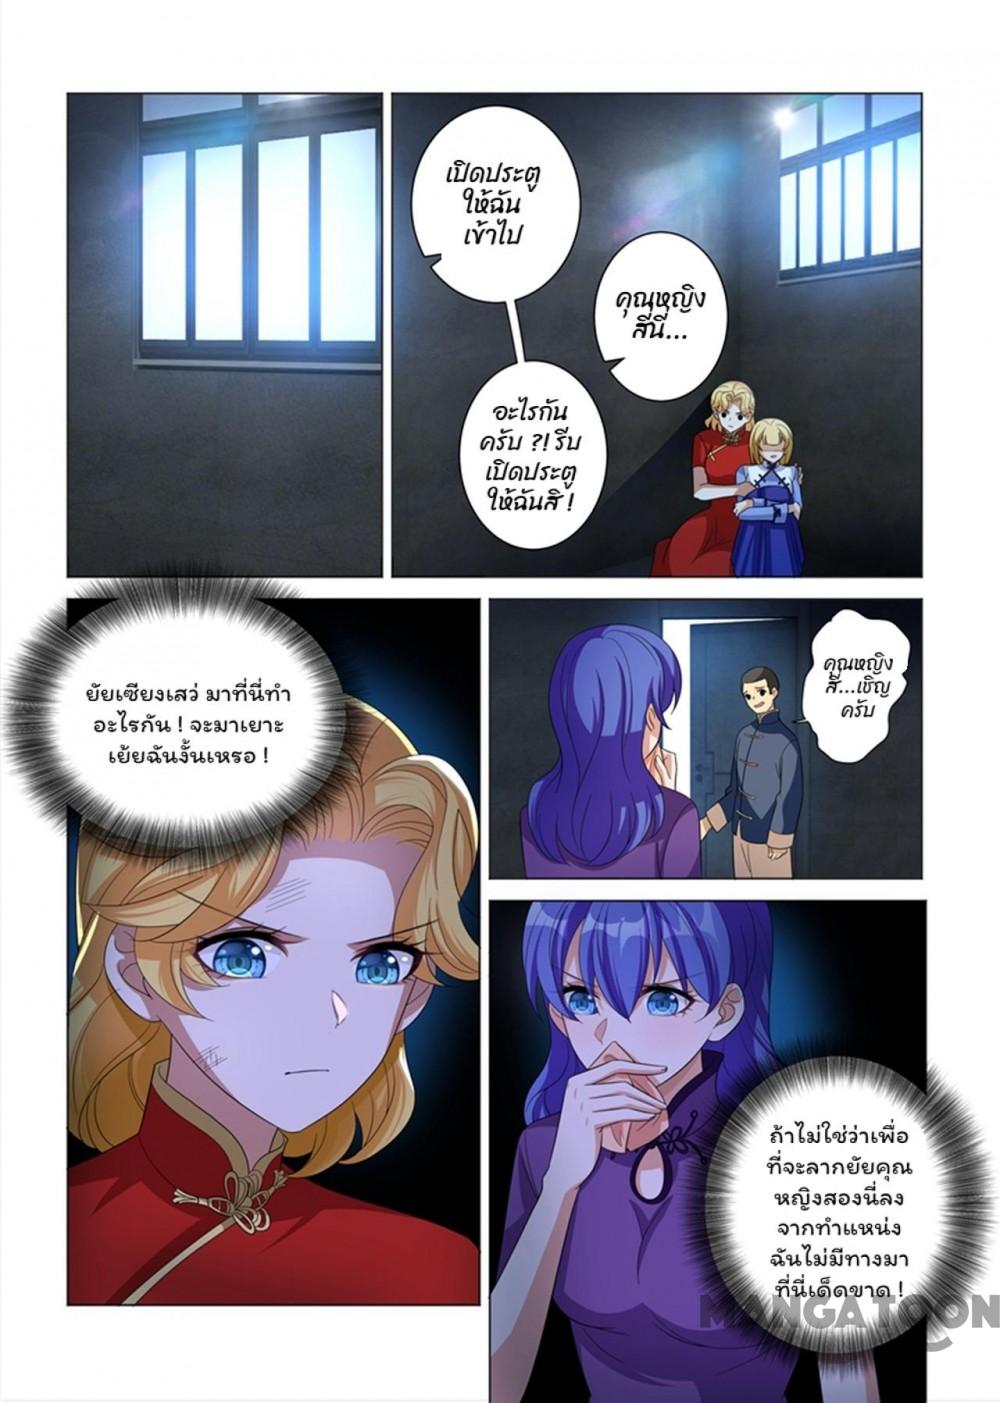 เปิดประตู
ให้ฉัน
เข้าไป
คุณหญิง
สี่นี่...
อะไรกัน
ครับ ?! รีบ
เปิดประตู
ให้ฉันสิ !
ยัยเซียงเสว่ มาที่นี่ทำ
อะไรกัน ! จะมาเยาะ
เย้ยฉันงั้นเหรอ !
คุณหญิง
สี่...เชิญ
ครับ
ถ้าไม่ใช่ว่าเพื่อ
ที่จะลากยัยคุณ
หญิงสองนี่ลง
จากตำแหน่ง
ฉันไม่มีทางมา
ที่นี่เด็ดขาด !
MANGATOON